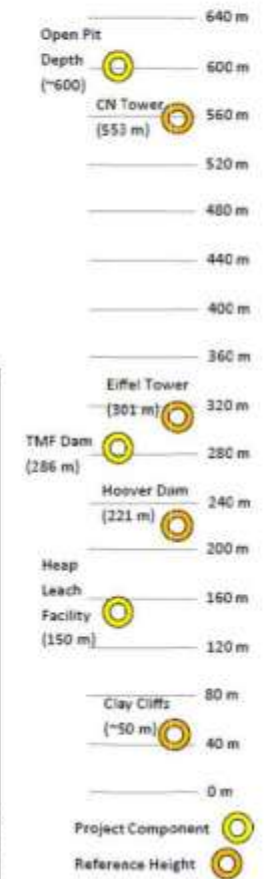 640 m
Open Pit
Depth
(~600)
600 m
CN Tower
(553 m)
560 m
520 m
480 m
440 m
400 m
360 m
Eiffel Tower
(301 m)
320 m
TMF Dam
(286 m)
280 m
Hoover Dam
(221 m)
240 m
200 m
Heap
Leach
Facility
(150 m)
160 m
120 m
80 m
Clay Cliffs
(~50 m)
40 m
0 m
Project Component
Reference Height